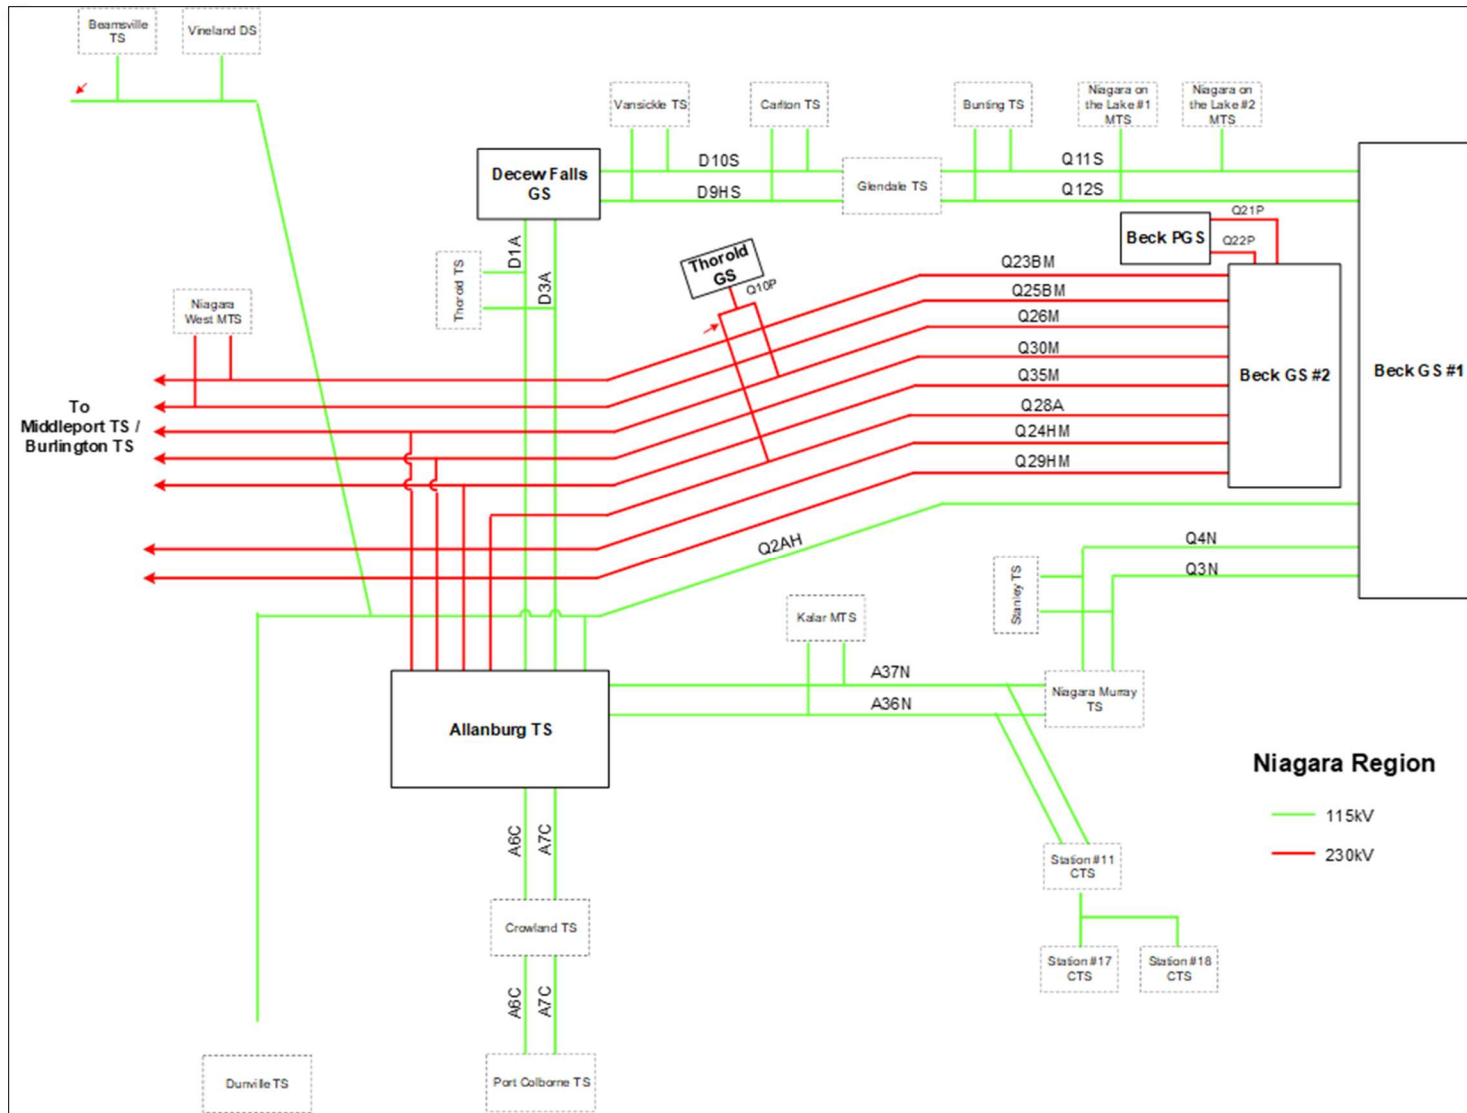 Beamsville
TS
Vineland DS
Vansickle TS
Carlton TS
Bunting TS
Niagara on
the Lake #1
MTS
Niagara on
the Lake #2
MTS
Decew Falls
GS
D10S
D9HS
Glendale TS
Q11S
Q12S
Beck PGS
Q21P
Q22P
Beck GS #2
Beck GS #1
Thorold TS
D1A
D3A
Thorold
GS
Q10P
Q23BM
Q25BM
Q26M
Q30M
Q35M
Q28A
Q24HM
Q29HM
Niagara
West MTS
To
Middleport TS /
Burlington TS
Q2AH
Q4N
Q3N
Stanley TS
Kalar MTS
A37N
A36N
Niagara Murray
TS
Allanburg TS
Niagara Region
115kV
230kV
A6C
A7C
Station #11
CTS
Crowland TS
Station #17
CTS
Station #18
CTS
A6C
A7C
Dunville TS
Port Colborne TS